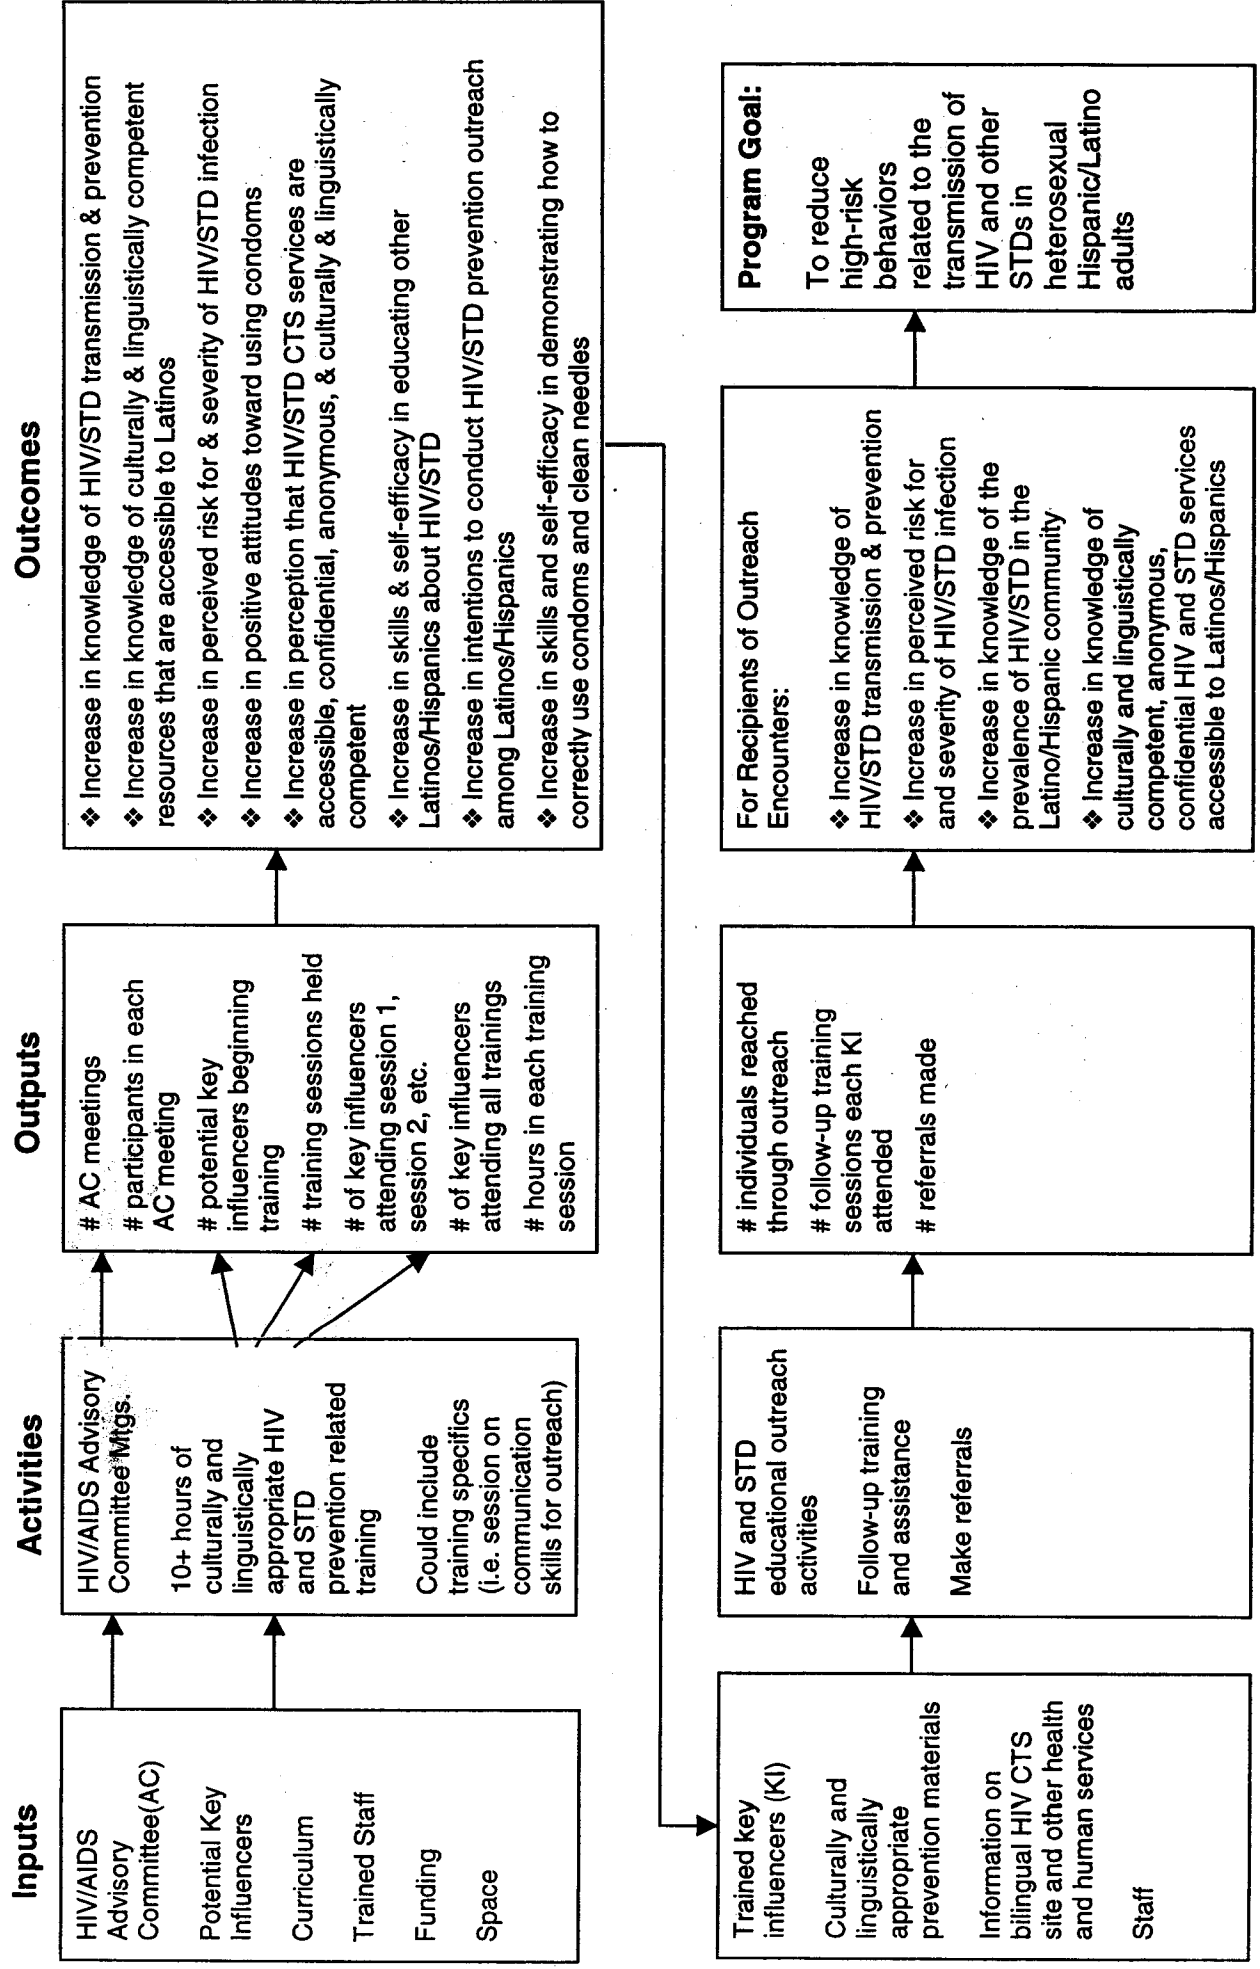 Inputs
Activities
Outputs
Outcomes
HIV/AIDS
Advisory
Committee(AC)
Potential Key
Influencers
Curriculum
Trained Staff
Funding
Space
HIV/AIDS Advisory
Committee Mtgs.
10+ hours of
culturally and
linguistically
appropriate HIV
and STD
prevention related
training
Could include
training specifics
(i.e. session on
communication
skills for outreach)
# AC meetings
# participants in each
AC meeting
# potential key
influencers beginning
training
# training sessions held
# of key influencers
attending session 1,
session 2, etc.
# of key influencers
attending all trainings
# hours in each training
session
❖ Increase in knowledge of HIV/STD transmission & prevention
❖ Increase in knowledge of culturally & linguistically competent
resources that are accessible to Latinos
❖ Increase in perceived risk for & severity of HIV/STD infection
❖ Increase in positive attitudes toward using condoms
❖ Increase in perception that HIV/STD CTS services are
accessible, confidential, anonymous, & culturally & linguistically
competent
❖ Increase in skills & self-efficacy in educating other
Latinos/Hispanics about HIV/STD
❖ Increase in intentions to conduct HIV/STD prevention outreach
among Latinos/Hispanics
❖ Increase in skills and self-efficacy in demonstrating how to
correctly use condoms and clean needles
Trained key
influencers (KI)
Culturally and
linguistically
appropriate
prevention materials
Information on
bilingual HIV CTS
site and other health
and human services
Staff
HIV and STD
educational outreach
activities
Follow-up training
and assistance
Make referrals
# individuals reached
through outreach
# follow-up training
sessions each KI
attended
# referrals made
For Recipients of Outreach
Encounters:
❖ Increase in knowledge of
HIV/STD transmission & prevention
❖ Increase in perceived risk for
and severity of HIV/STD infection
❖ Increase in knowledge of the
prevalence of HIV/STD in the
Latino/Hispanic community
❖ Increase in knowledge of
culturally and linguistically
competent, anonymous,
confidential HIV and STD services
accessible to Latinos/Hispanics
Program Goal:
To reduce
high-risk
behaviors
related to the
transmission of
HIV and other
STDs in
heterosexual
Hispanic/Latino
adults